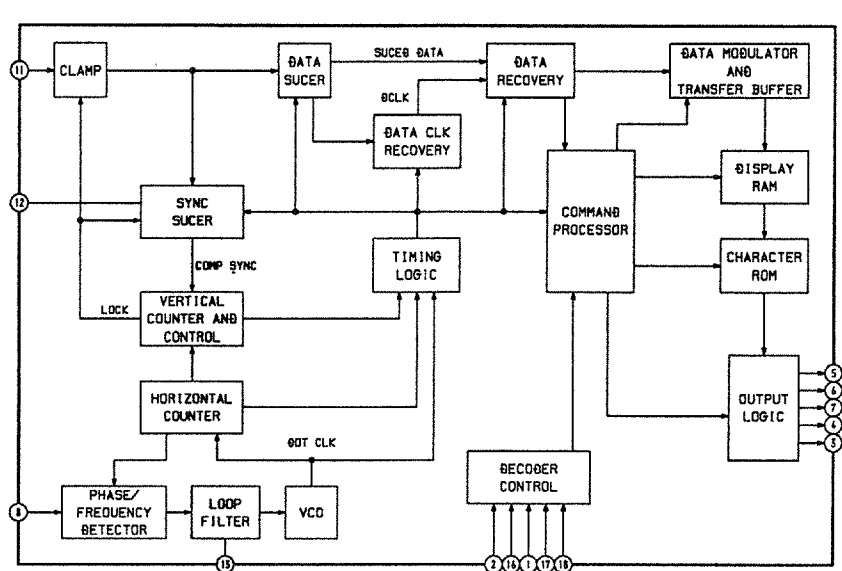 11
CLAMP
DATA
SUCER
SUCED DATA
DATA
RECOVERY
DATA MODULATOR
AND
TRANSFER BUFFER
DCLK
DATA CLK
RECOVERY
12
SYNC
SUCER
COMMAND
PROCESSOR
DISPLAY
RAM
COMP SYNC
TIMING
LOGIC
CHARACTER
ROM
LOCK
VERTICAL
COUNTER AND
CONTROL
HORIZONTAL
COUNTER
OUTPUT
LOGIC
5
6
7
4
3
DOT CLK
DECODER
CONTROL
8
PHASE/
FREQUENCY
DETECTOR
LOOP
FILTER
VCO
15
2
16
1
17
18